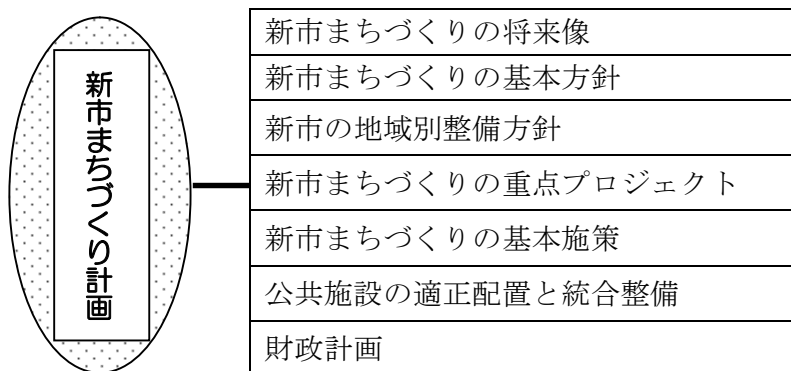 新市まちづくり計画
新市まちづくりの将来像
新市まちづくりの基本方針
新市の地域別整備方針
新市まちづくりの重点プロジェクト
新市まちづくりの基本施策
公共施設の適正配置と統合整備
財政計画